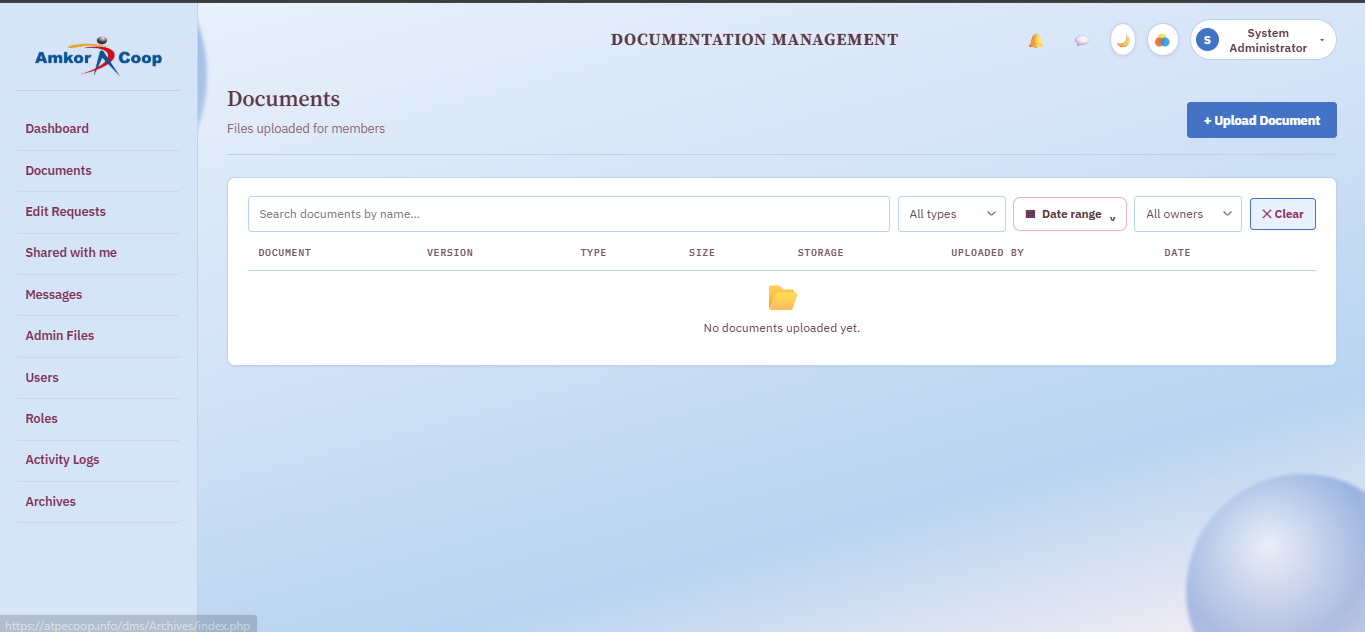 Amkor Coop
DOCUMENTATION MANAGEMENT
S
System
Administrator
Dashboard
Documents
Edit Requests
Shared with me
Messages
Admin Files
Users
Roles
Activity Logs
Archives
Documents
Files uploaded for members
+ Upload Document
Search documents by name...
All types
Date range
All owners
Clear
DOCUMENT VERSION TYPE SIZE STORAGE UPLOADED BY DATE
No documents uploaded yet.
https://atpecoop.info/dms/Archives/index.php